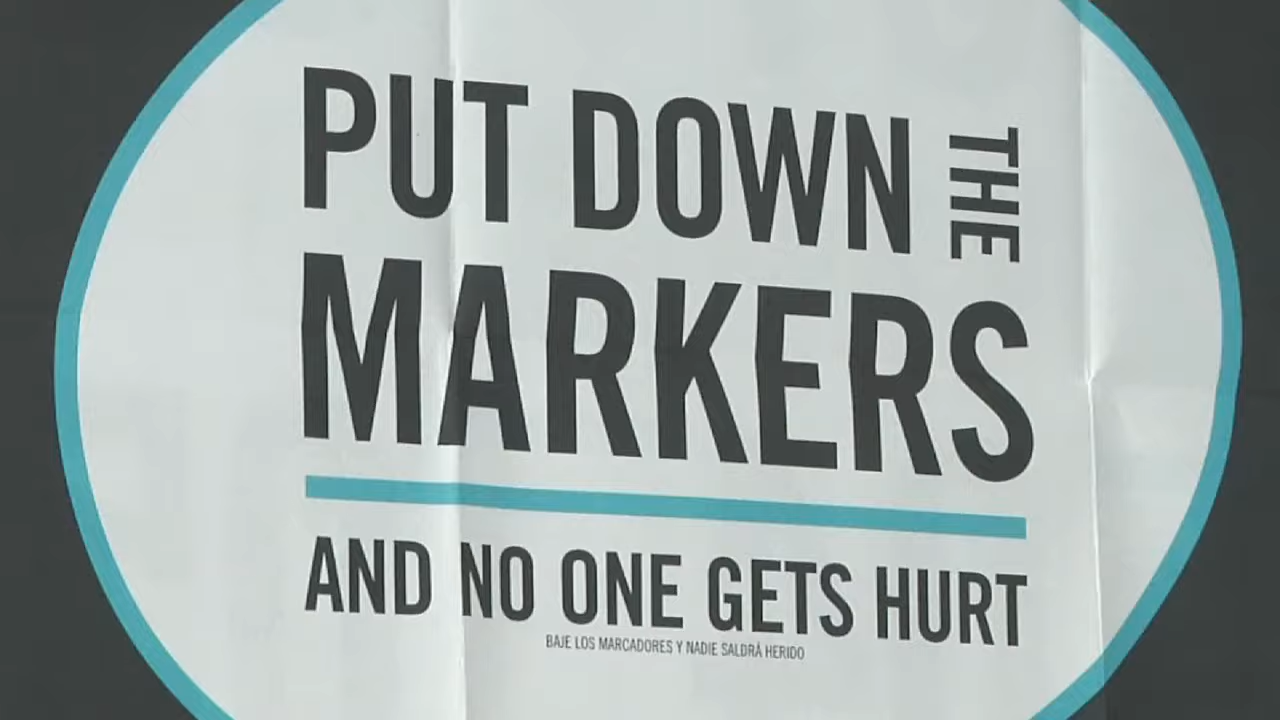 PUT DOWN THE
MARKERS
AND NO ONE GETS HURT
BAJE LOS MARCADORES Y NADIE SALDRÁ HERIDO